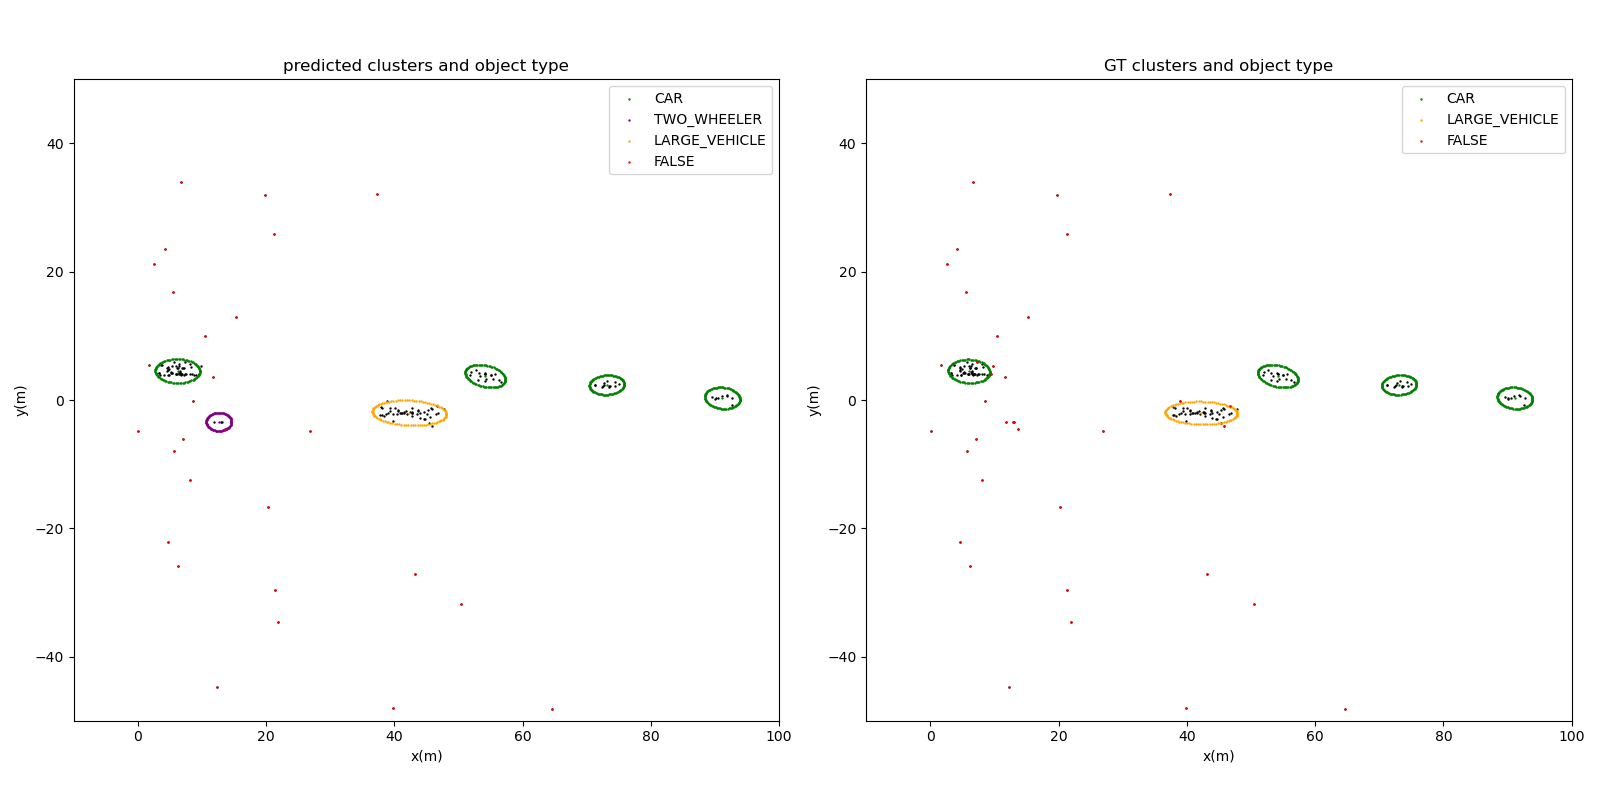 predicted clusters and object type
CAR
TWO_WHEELER
LARGE_VEHICLE
FALSE
40
20
0
−20
−40
y(m)
0
20
40
60
80
100
x(m)
GT clusters and object type
CAR
LARGE_VEHICLE
FALSE
40
20
0
−20
−40
y(m)
0
20
40
60
80
100
x(m)